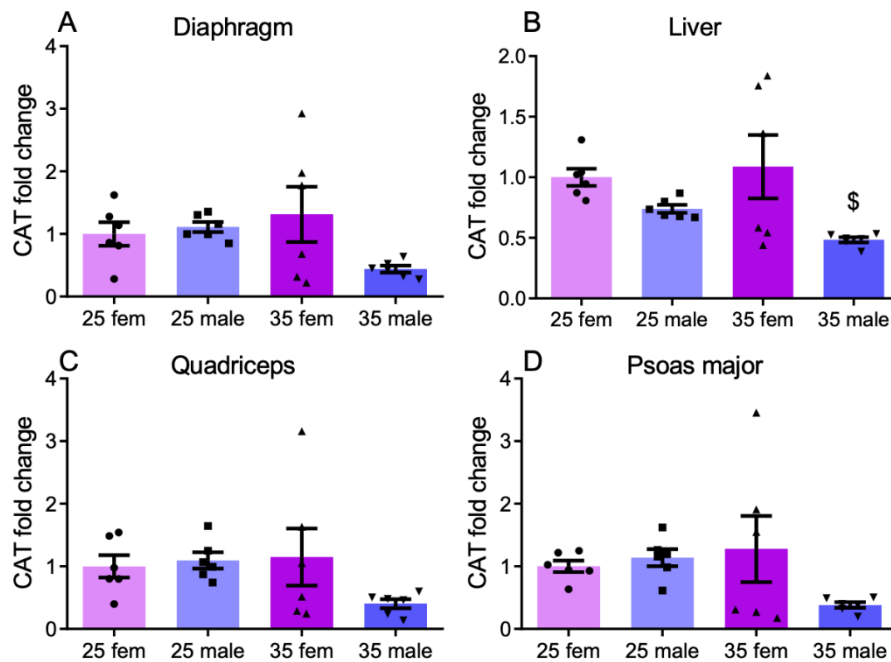 A
Diaphragm
CAT fold change
4
3
2
1
0
25 fem 25 male 35 fem 35 male
B
Liver
CAT fold change
2.0
1.5
1.0
0.5
0.0
$
25 fem 25 male 35 fem 35 male
C
Quadriceps
CAT fold change
4
3
2
1
0
25 fem 25 male 35 fem 35 male
D
Psoas major
CAT fold change
4
3
2
1
0
25 fem 25 male 35 fem 35 male